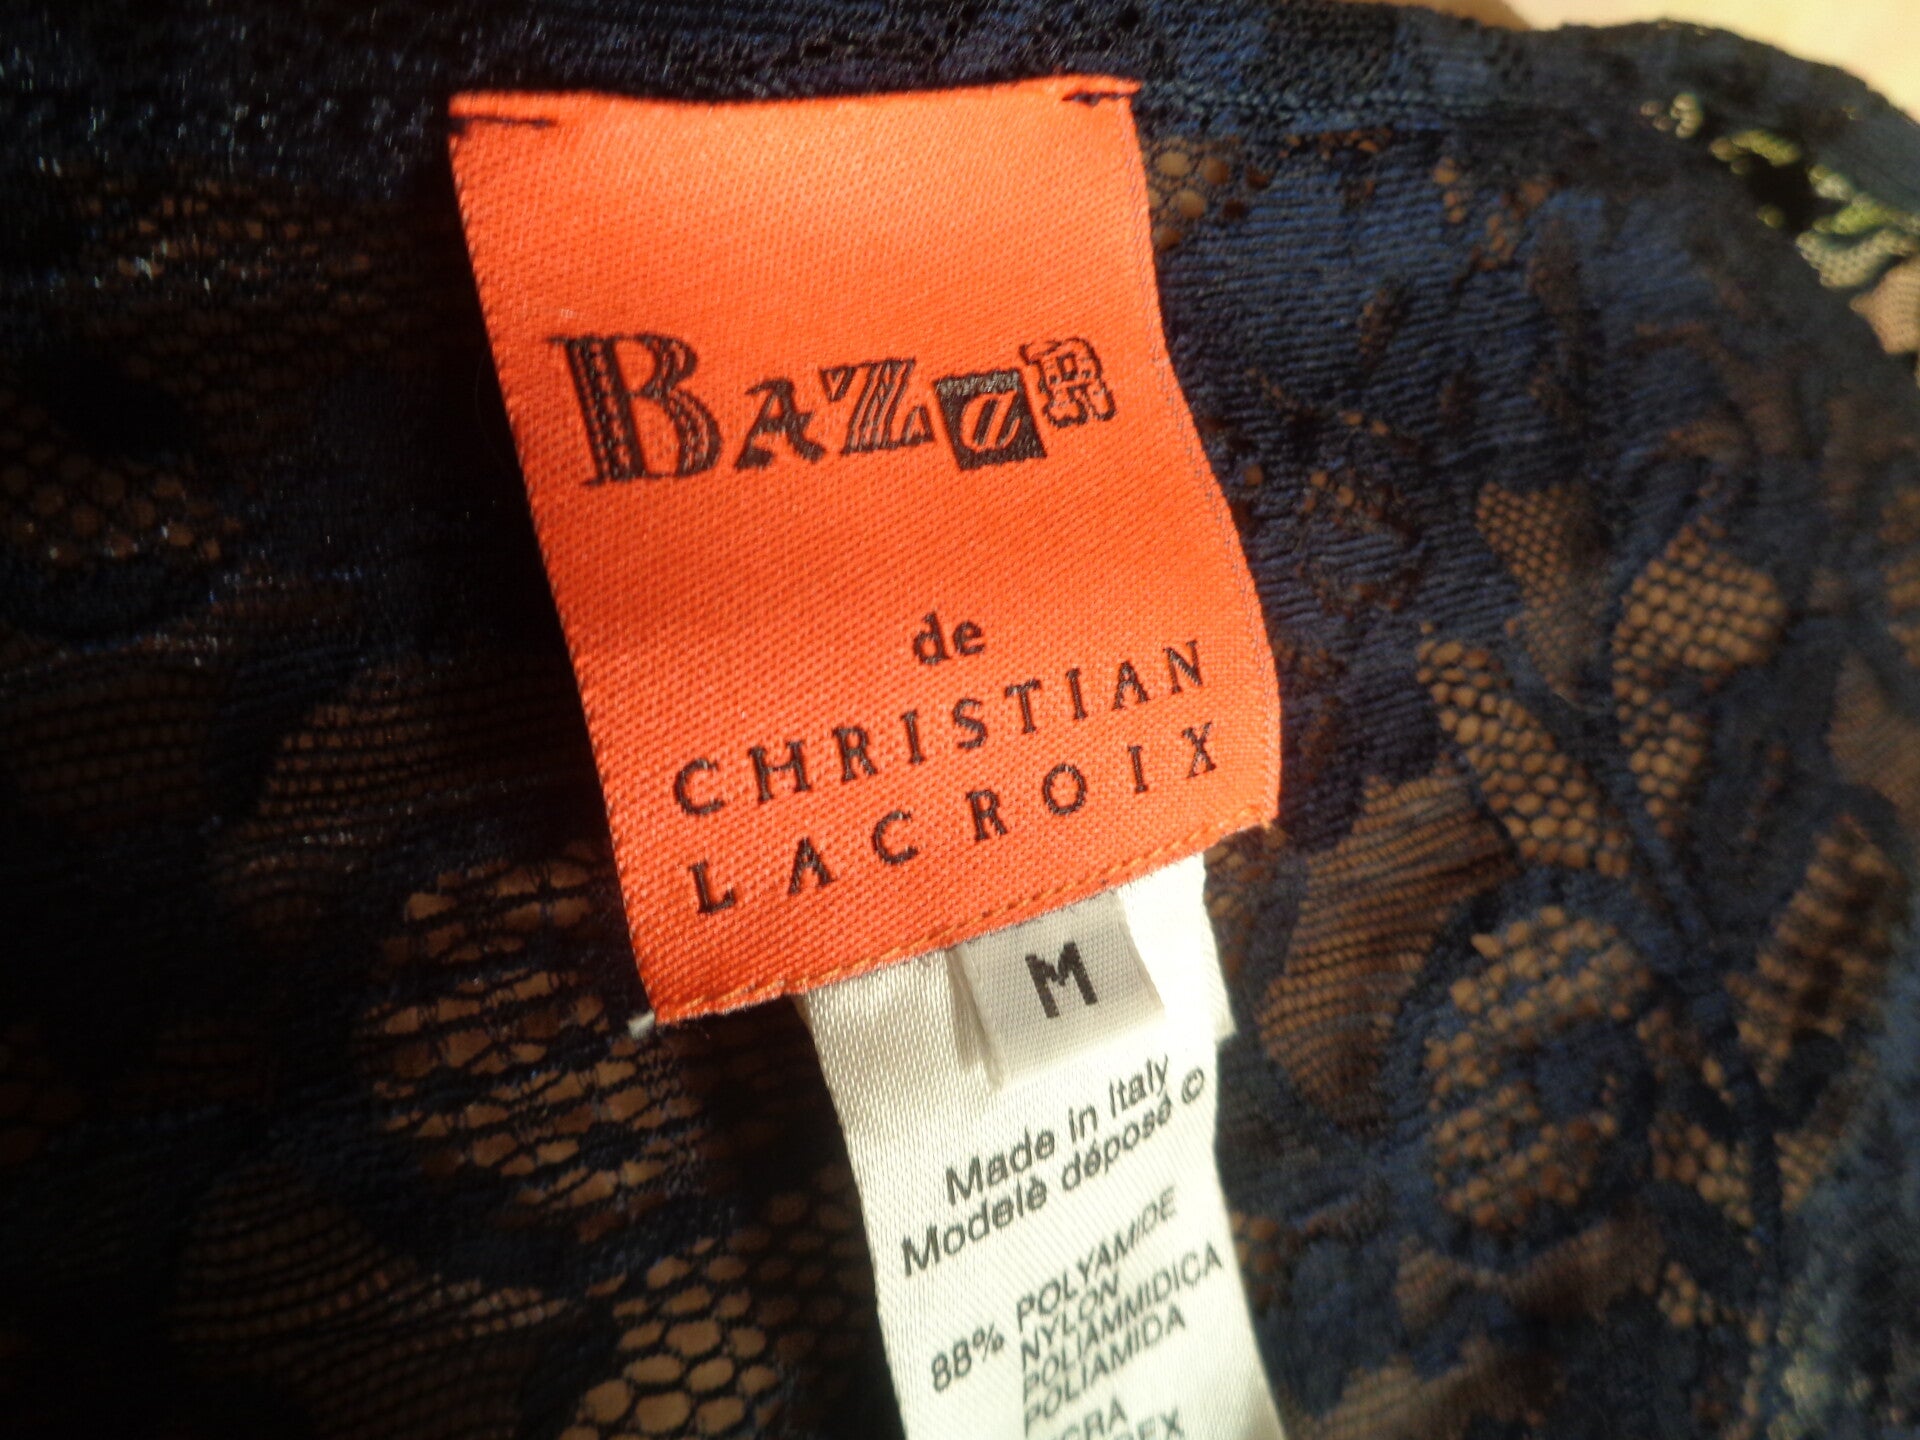 BAZaR
de
CHRISTIAN
LACROIX
M
Made in Italy
Modelè déposé ©
88% POLYAMIDE
NYLON
POLIAMMIDICA
POLIAMIDA